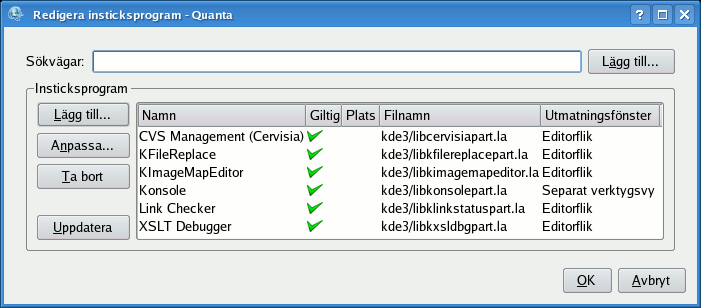 Redigera insticksprogram - Quanta
Sökvägar: Lägg till...
Insticksprogram
Lägg till...
Anpassa...
Ta bort
Uppdatera
Namn Giltig Plats Filnamn Utmatningsfönster
CVS Management (Cervisia) kde3/libcervisiapart.la Editorflik
KFileReplace kde3/libkfilereplacepart.la Editorflik
KImageMapEditor kde3/libkimagemapeditor.la Editorflik
Konsole kde3/libkonsolepart.la Separat verktygsvy
Link Checker kde3/libklinkstatuspart.la Editorflik
XSLT Debugger kde3/libkxsldbgpart.la Editorflik
OK Avbryt